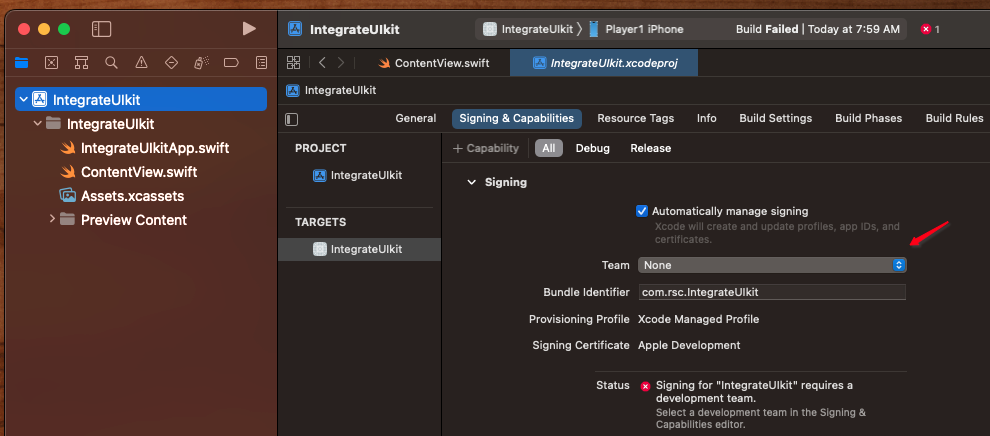 IntegrateUIkit
IntegrateUIkit
Player1 iPhone
Build Failed | Today at 7:59 AM
1
ContentView.swift
IntegrateUIkit.xcodeproj
IntegrateUIkit
IntegrateUIkit
IntegrateUIkit
IntegrateUIkitApp.swift
ContentView.swift
Assets.xcassets
Preview Content
General
Signing & Capabilities
Resource Tags
Info
Build Settings
Build Phases
Build Rules
PROJECT
IntegrateUIkit
TARGETS
IntegrateUIkit
+ Capability
All
Debug
Release
Signing
Automatically manage signing
Xcode will create and update profiles, app IDs, and
certificates.
Team
None
Bundle Identifier
com.rsc.IntegrateUIkit
Provisioning Profile
Xcode Managed Profile
Signing Certificate
Apple Development
Status
Signing for "IntegrateUIkit" requires a
development team.
Select a development team in the Signing &
Capabilities editor.